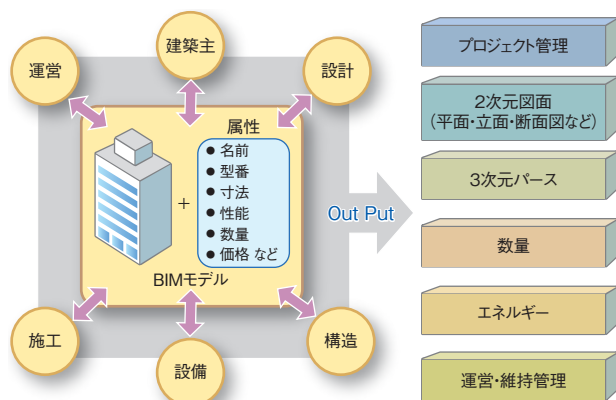 運営
建築主
設計
属性
● 名前
● 型番
● 寸法
● 性能
● 数量
● 価格 など
+
BIMモデル
施工
設備
構造
Out Put
プロジェクト管理
2次元図面
(平面・立面・断面図など)
3次元パース
数量
エネルギー
運営・維持管理